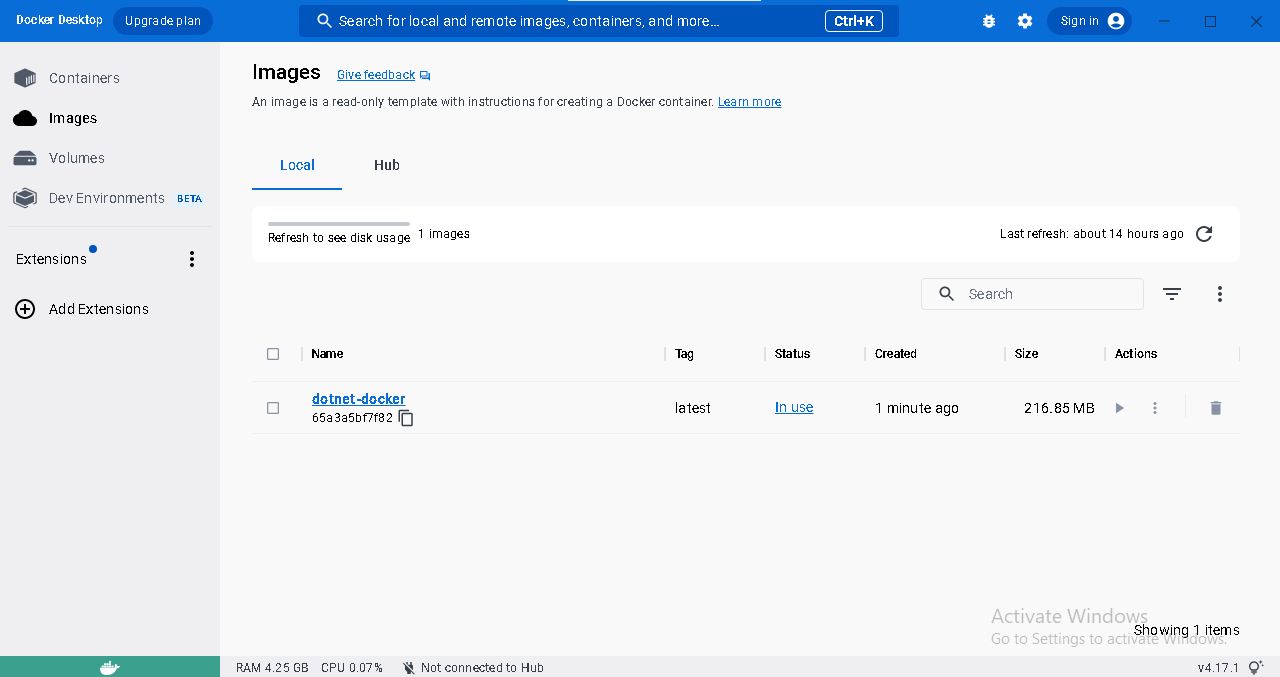 Docker Desktop
Upgrade plan
Search for local and remote images, containers, and more...
Ctrl+K
Sign in
Containers
Images
Volumes
Dev Environments BETA
Extensions
Add Extensions
Images
Give feedback
An image is a read-only template with instructions for creating a Docker container. Learn more
Local
Hub
Refresh to see disk usage
1 images
Last refresh: about 14 hours ago
Search
Name
Tag
Status
Created
Size
Actions
dotnet-docker
65a3a5bf7f82
latest
In use
1 minute ago
216.85 MB
Activate Windows
Go to Settings to activate Windows.
Showing 1 items
RAM 4.25 GB
CPU 0.07%
Not connected to Hub
v4.17.1